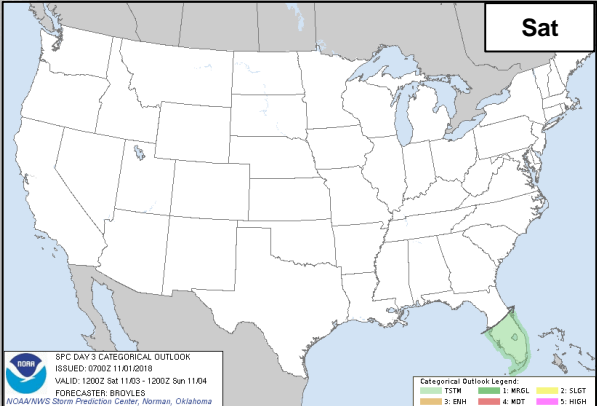 Sat
NOAA
SPC DAY 3 CATEGORICAL OUTLOOK
ISSUED: 0700Z 11/01/2018
VALID: 1200Z Sat 11/03 - 1200Z Sun 11/04
FORECASTER: BROYLES
NOAA/NWS Storm Prediction Center, Norman, Oklahoma
Categorical Outlook Legend:
TSTM 1: MRGL 2: SLGT
3: ENH 4: MDT 5: HIGH